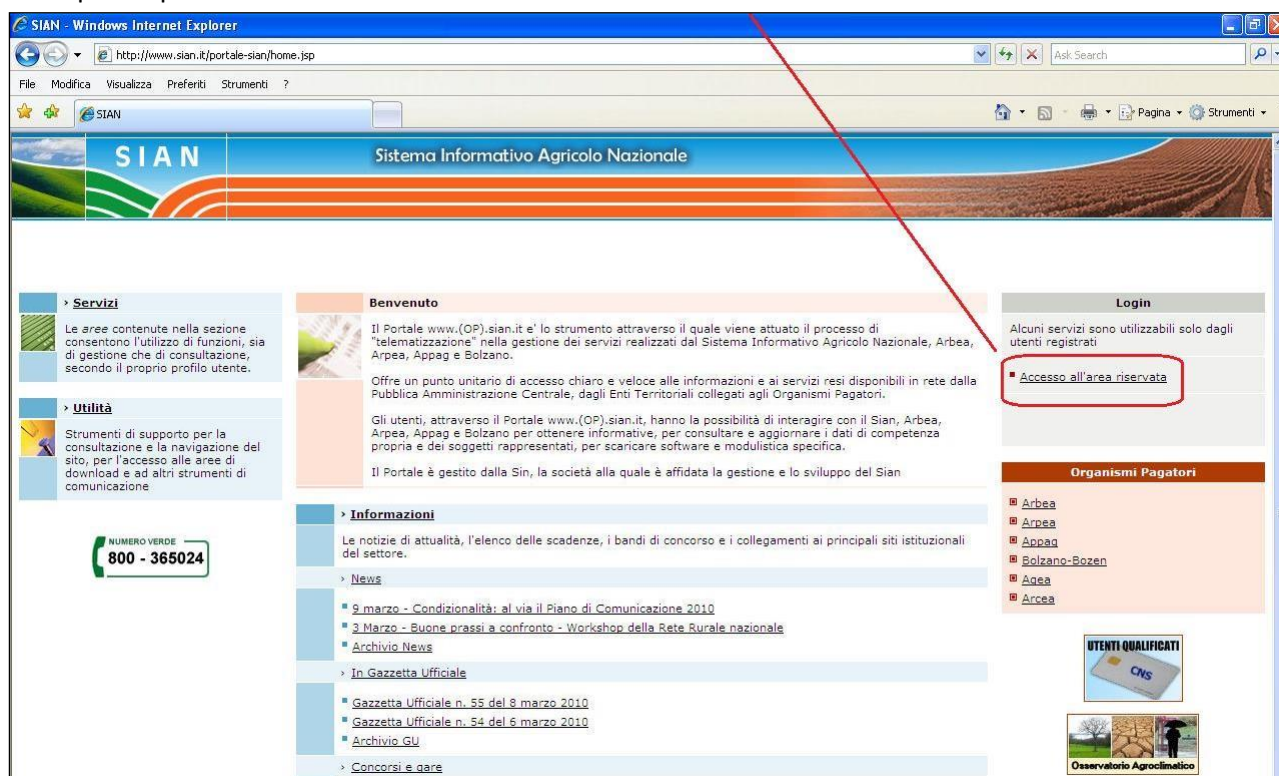 SIAN - Windows Internet Explorer
http://www.sian.it/portale-sian/home.jsp
Ask Search
File Modifica Visualizza Preferiti Strumenti ?
SIAN
Pagina
Strumenti
SIAN
Sistema Informativo Agricolo Nazionale
› Servizi
Le aree contenute nella sezione
consentono l'utilizzo di funzioni, sia
di gestione che di consultazione,
secondo il proprio profilo utente.
› Utilità
Strumenti di supporto per la
consultazione e la navigazione del
sito, per l'accesso alle aree di
download e ad altri strumenti di
comunicazione
NUMERO VERDE
800 - 365024
Benvenuto
Il Portale www.(OP).sian.it e' lo strumento attraverso il quale viene attuato il processo di
"telematizzazione" nella gestione dei servizi realizzati dal Sistema Informativo Agricolo Nazionale, Arbea,
Arpea, Appag e Bolzano.
Offre un punto unitario di accesso chiaro e veloce alle informazioni e ai servizi resi disponibili in rete dalla
Pubblica Amministrazione Centrale, dagli Enti Territoriali collegati agli Organismi Pagatori.
Gli utenti, attraverso il Portale www.(OP).sian.it, hanno la possibilità di interagire con il Sian, Arbea,
Arpea, Appag e Bolzano per ottenere informative, per consultare e aggiornare i dati di competenza
propria e dei soggetti rappresentati, per scaricare software e modulistica specifica.
Il Portale è gestito dalla Sin, la società alla quale è affidata la gestione e lo sviluppo del Sian
› Informazioni
Le notizie di attualità, l'elenco delle scadenze, i bandi di concorso e i collegamenti ai principali siti istituzionali
del settore.
› News
9 marzo - Condizionalità: al via il Piano di Comunicazione 2010
3 Marzo - Buone prassi a confronto - Workshop della Rete Rurale nazionale
Archivio News
› In Gazzetta Ufficiale
Gazzetta Ufficiale n. 55 del 8 marzo 2010
Gazzetta Ufficiale n. 54 del 6 marzo 2010
Archivio GU
› Concorsi e gare
Login
Alcuni servizi sono utilizzabili solo dagli
utenti registrati
Accesso all'area riservata
Organismi Pagatori
Arbea
Arpea
Appag
Bolzano-Bozen
Agea
Arcea
UTENTI QUALIFICATI
CNS
Osservatorio Agroclimatico